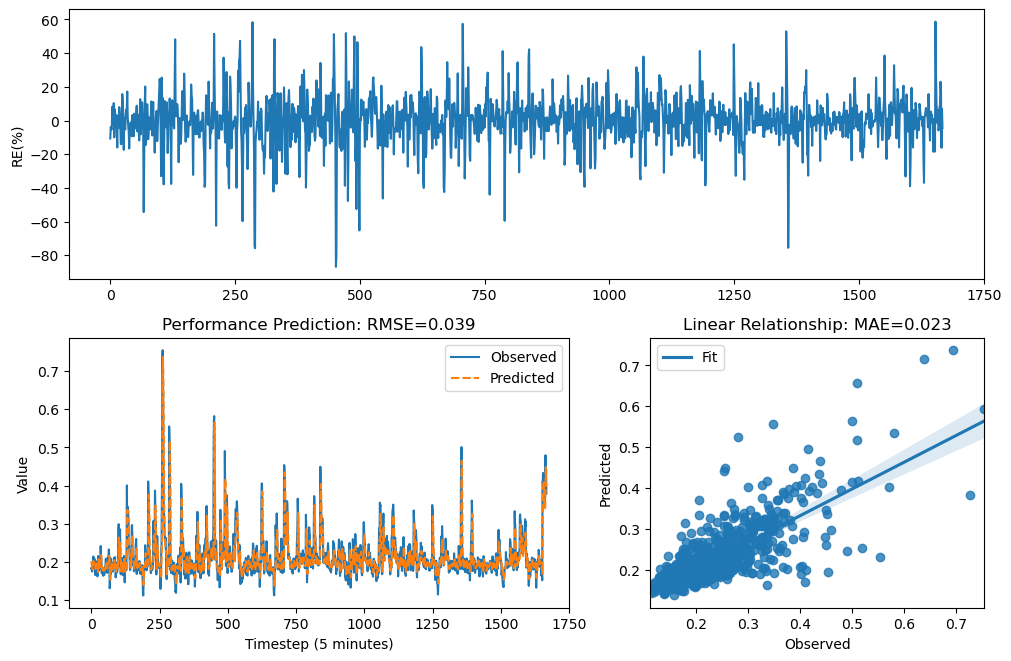 60
40
20
0
−20
−40
−60
−80
RE(%)
0 250 500 750 1000 1250 1500 1750
Performance Prediction: RMSE=0.039
Observed
Predicted
0.7
0.6
0.5
0.4
0.3
0.2
0.1
Value
0 250 500 750 1000 1250 1500 1750
Timestep (5 minutes)
Linear Relationship: MAE=0.023
Fit
0.7
0.6
0.5
0.4
0.3
0.2
Predicted
0.2 0.3 0.4 0.5 0.6 0.7
Observed